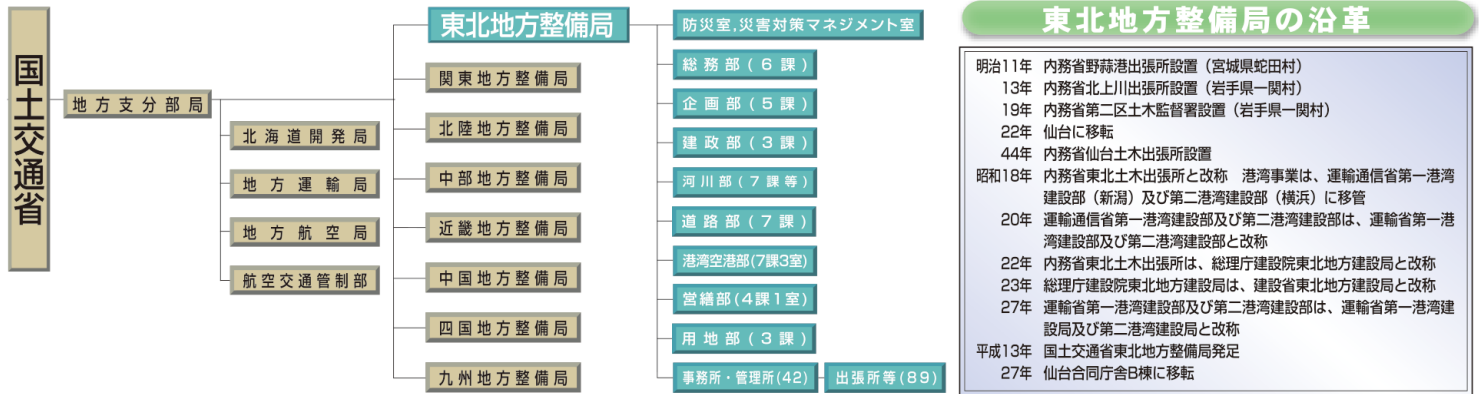 国土交通省
地方支分部局
北海道開発局
地方運輸局
地方航空局
航空交通管制部
東北地方整備局
関東地方整備局
北陸地方整備局
中部地方整備局
近畿地方整備局
中国地方整備局
四国地方整備局
九州地方整備局
防災室,災害対策マネジメント室
総務部(6課)
企画部(5課)
建政部(3課)
河川部(7課等)
道路部(7課)
港湾空港部(7課3室)
営繕部(4課1室)
用地部(3課)
事務所・管理所(42)
出張所等(89)
東北地方整備局の沿革
明治11年 内務省野蒜港出張所設置（宮城県蛇田村）
13年 内務省北上川出張所設置（岩手県一関村）
19年 内務省第二区土木監督署設置（岩手県一関村）
22年 仙台に移転
44年 内務省仙台土木出張所設置
昭和18年 内務省東北土木出張所と改称　港湾事業は、運輸通信省第一港湾
建設部（新潟）及び第二港湾建設部（横浜）に移管
20年 運輸通信省第一港湾建設部及び第二港湾建設部は、運輸省第一港
湾建設部及び第二港湾建設部と改称
22年 内務省東北土木出張所は、総理庁建設院東北地方建設局と改称
23年 総理庁建設院東北地方建設局は、建設省東北地方建設局と改称
27年 運輸省第一港湾建設部及び第二港湾建設部は、運輸省第一港湾建
設局及び第二港湾建設局と改称
平成13年 国土交通省東北地方整備局発足
27年 仙台合同庁舎B棟に移転